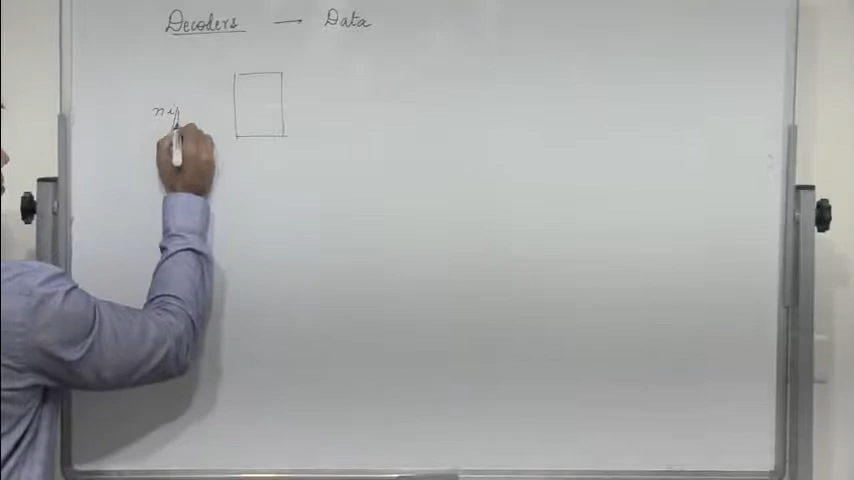 Decoders — Data
n i/p